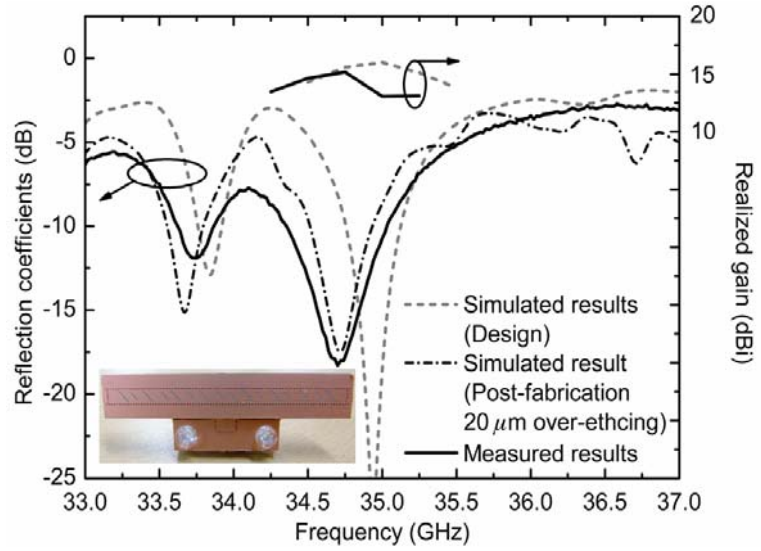 0
-5
-10
-15
-20
-25
Reflection coefficients (dB)
20
15
10
Realized gain (dBi)
Simulated results
(Design)
Simulated result
(Post-fabrication
20 μm over-ethcing)
Measured results
33.0 33.5 34.0 34.5 35.0 35.5 36.0 36.5 37.0
Frequency (GHz)